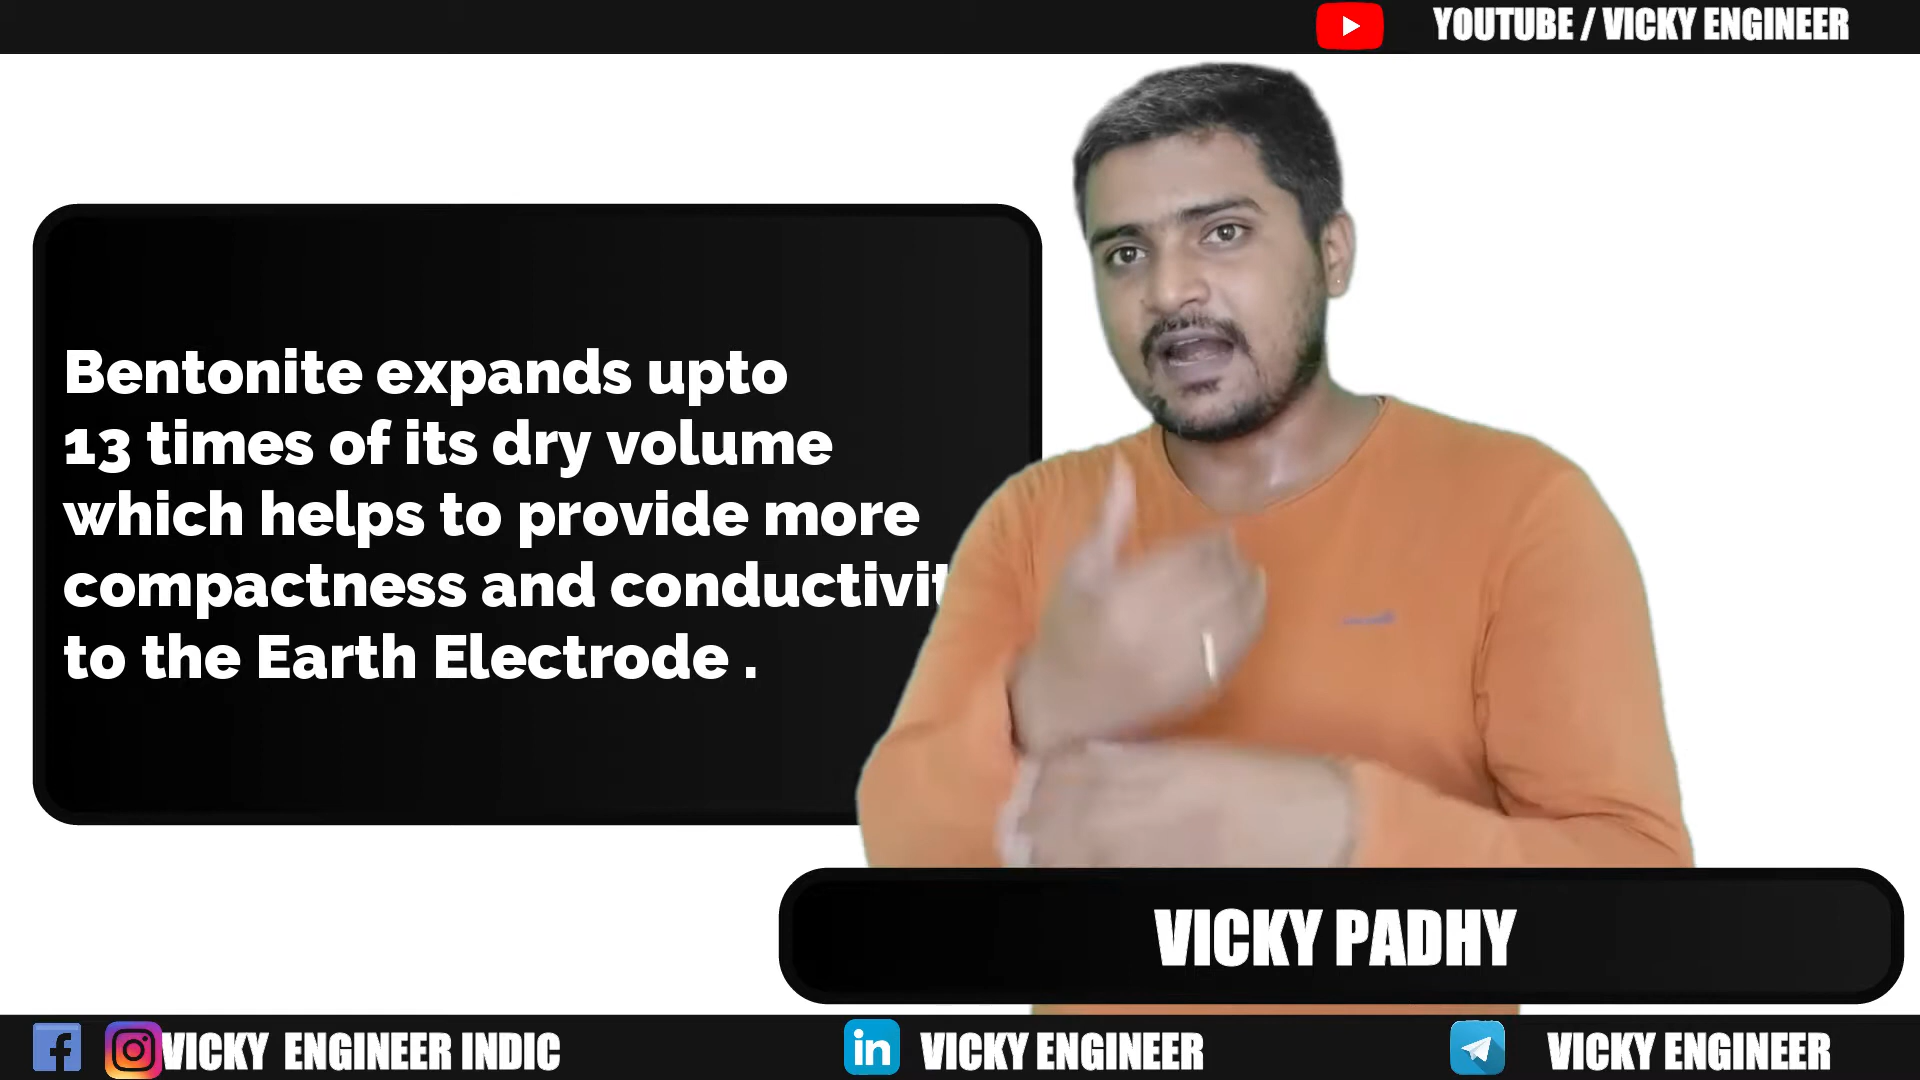 YOUTUBE / VICKY ENGINEER
Bentonite expands upto
13 times of its dry volume
which helps to provide more
compactness and conductivit
to the Earth Electrode .
VICKY PADHY
VICKY ENGINEER INDIC
VICKY ENGINEER
VICKY ENGINEER